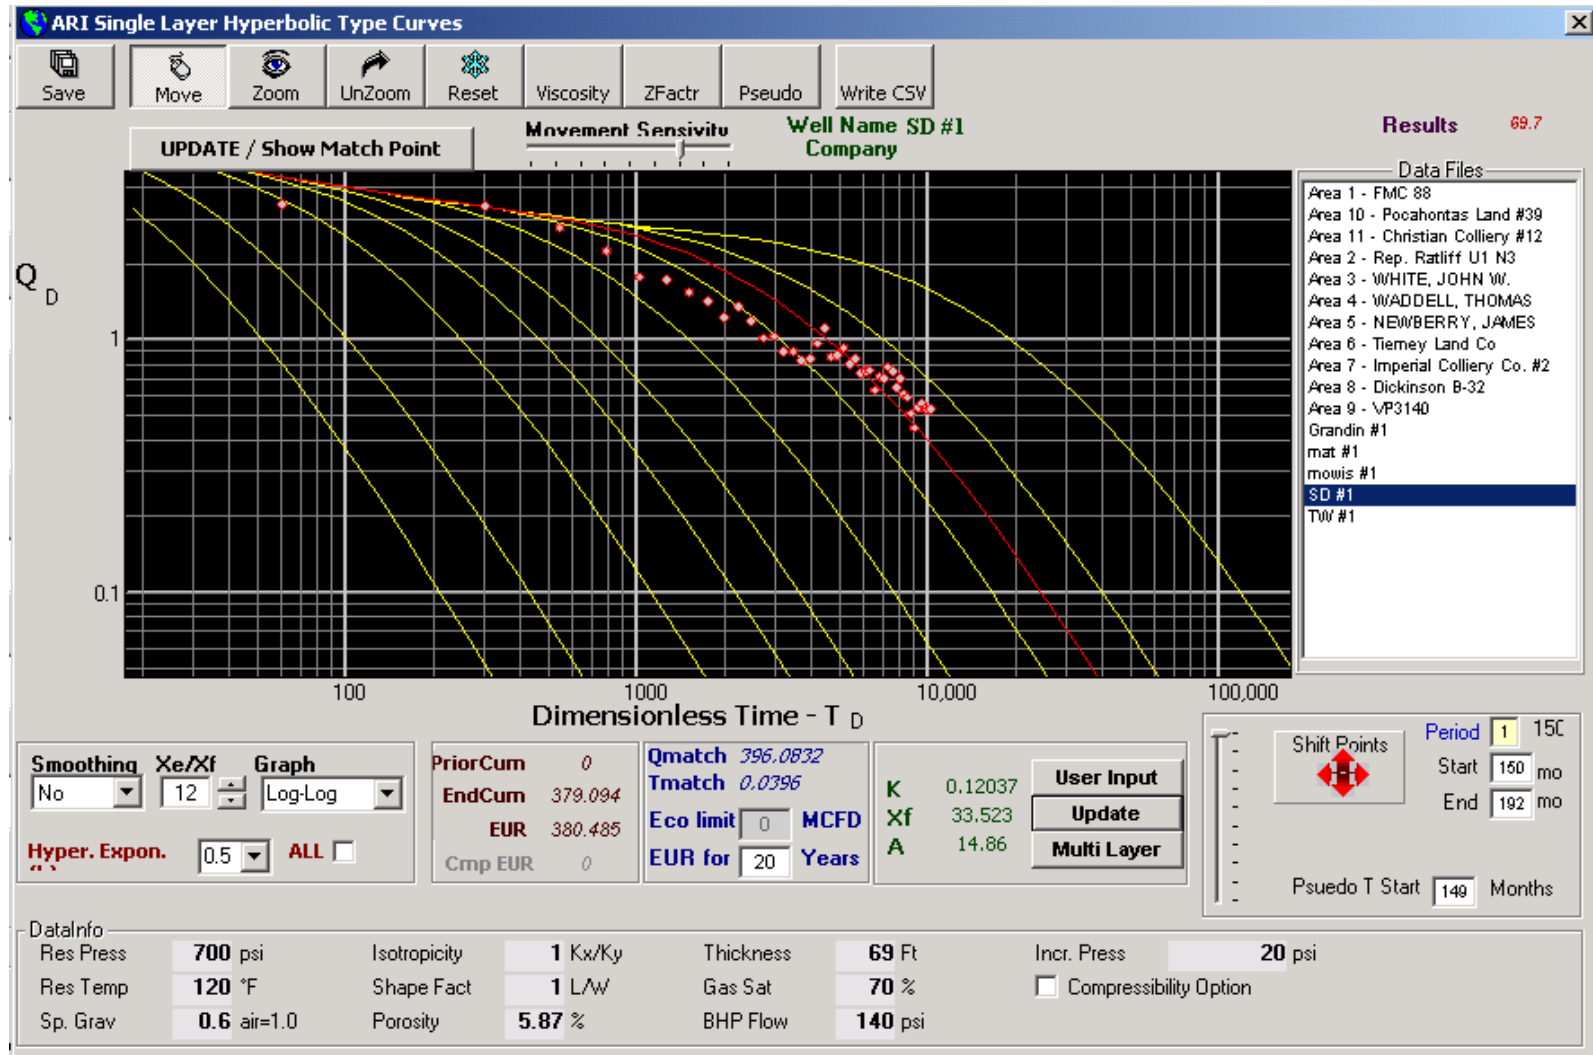 ARI Single Layer Hyperbolic Type Curves
Save Move Zoom UnZoom Reset Viscosity ZFactr Pseudo Write CSV
UPDATE / Show Match Point
Movement Sensivity
Well Name SD #1
Company
Results 69.7
Data Files
Area 1 - FMC 88
Area 10 - Pocahontas Land #39
Area 11 - Christian Colliery #12
Area 2 - Rep. Ratliff U1 N3
Area 3 - WHITE, JOHN W.
Area 4 - WADDELL, THOMAS
Area 5 - NEWBERRY, JAMES
Area 6 - Tierney Land Co
Area 7 - Imperial Colliery Co. #2
Area 8 - Dickinson B-32
Area 9 - VP3140
Grandin #1
mat #1
mowis #1
SD #1
TW #1
Q D
1
0.1
100 1000 10,000 100,000
Dimensionless Time - T D
Smoothing Xe/Xf Graph
No 12 Log-Log
Hyper. Expon. 0.5 ALL
PriorCum 0
EndCum 379.094
EUR 380.485
Cmp EUR 0
Qmatch 396.0832
Tmatch 0.0396
Eco limit 0 MCFD
EUR for 20 Years
K 0.12037
Xf 33.523
A 14.86
User Input
Update
Multi Layer
Shift Points
Period 1 150
Start 150 mo
End 192 mo
Psuedo T Start 149 Months
DataInfo
Res Press 700 psi Isotropicity 1 Kx/Ky Thickness 69 Ft Incr. Press 20 psi
Res Temp 120 °F Shape Fact 1 L/W Gas Sat 70 % Compressibility Option
Sp. Grav 0.6 air=1.0 Porosity 5.87 % BHP Flow 140 psi